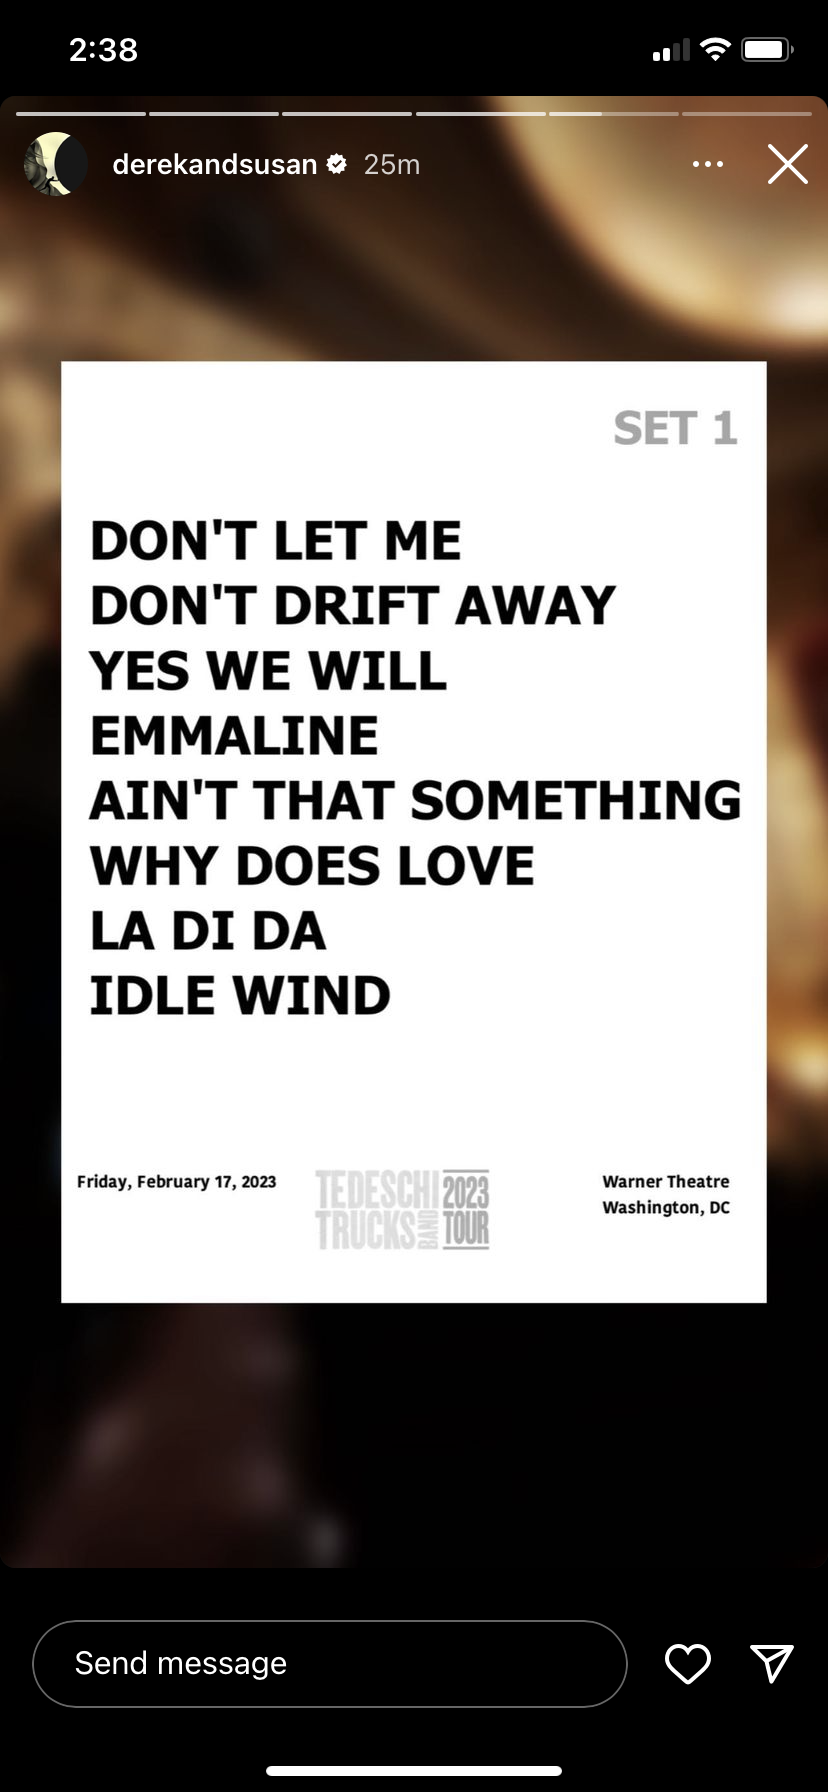 2:38
derekandsusan 25m
SET 1
DON'T LET ME
DON'T DRIFT AWAY
YES WE WILL
EMMALINE
AIN'T THAT SOMETHING
WHY DOES LOVE
LA DI DA
IDLE WIND
Friday, February 17, 2023
TEDESCHI
TRUCKS BAND
2023
TOUR
Warner Theatre
Washington, DC
Send message